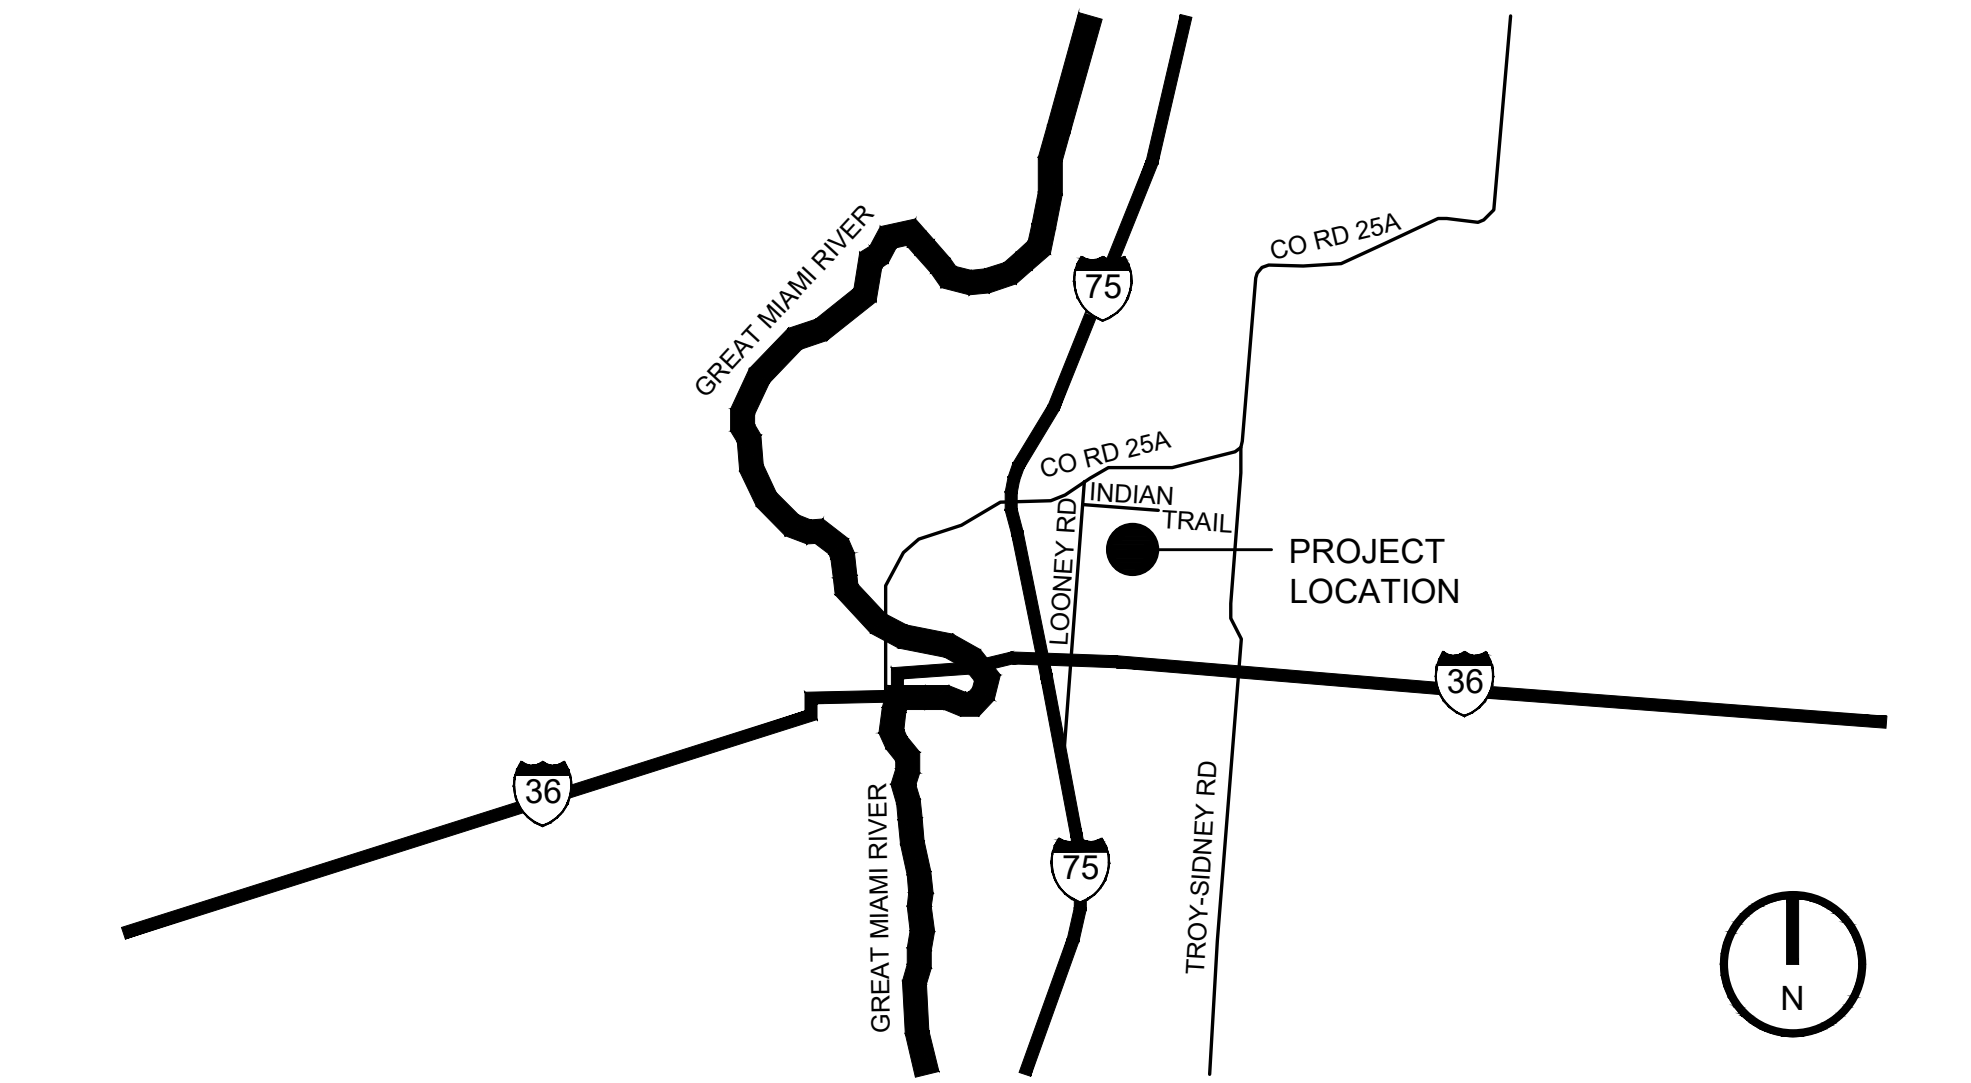 GREAT MIAMI RIVER
CO RD 25A
75
CO RD 25A
INDIAN
TRAIL
LOONEY RD
PROJECT
LOCATION
36
36
GREAT MIAMI RIVER
75
TROY-SIDNEY RD
N